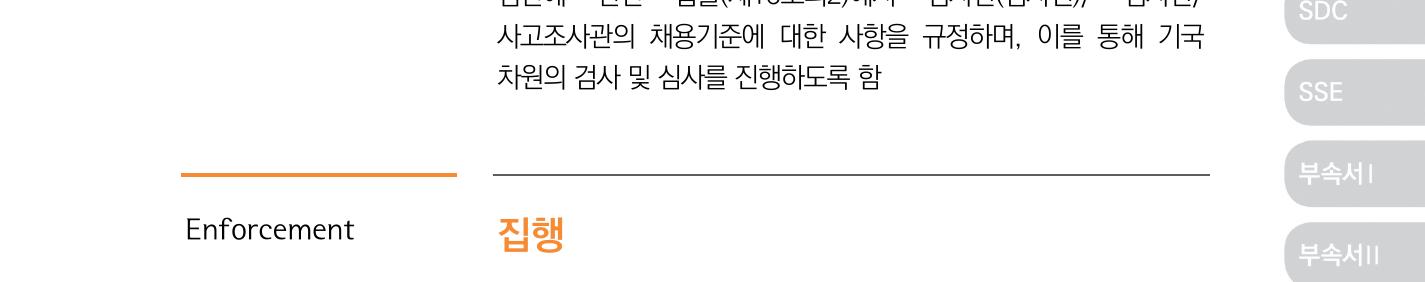 사고조사관의 채용기준에 대한 사항을 규정하며, 이를 통해 기국
차원의 검사 및 심사를 진행하도록 함
Enforcement
집행
SDC
SSE
부속서 I
부속서 II